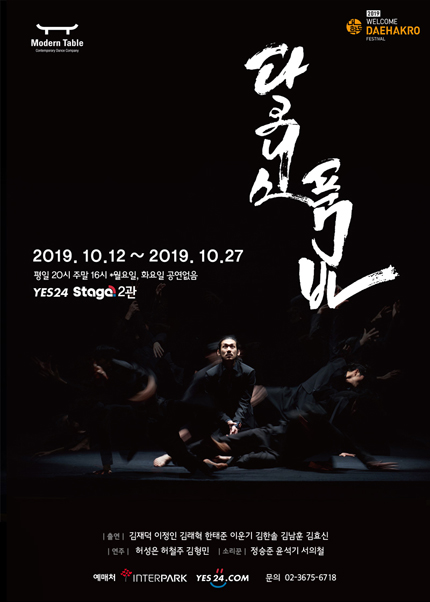 Modern Table
Contemporary Dance Company
2019
WELCOME
DAEHAKRO
FESTIVAL
다크니스 품바
2019. 10.12 ~ 2019. 10.27
평일 20시 주말 16시 *월요일, 화요일 공연없음
YES24 Stage 2관
| 출연 | 김재덕 이정인 김래혁 한태준 이운기 김한솔 김남훈 김효신
| 연주 | 허성은 허철주 김형민 | 소리꾼 | 정승준 윤석기 서의철
예매처 INTERPARK YES24.COM 문의 02-3675-6718